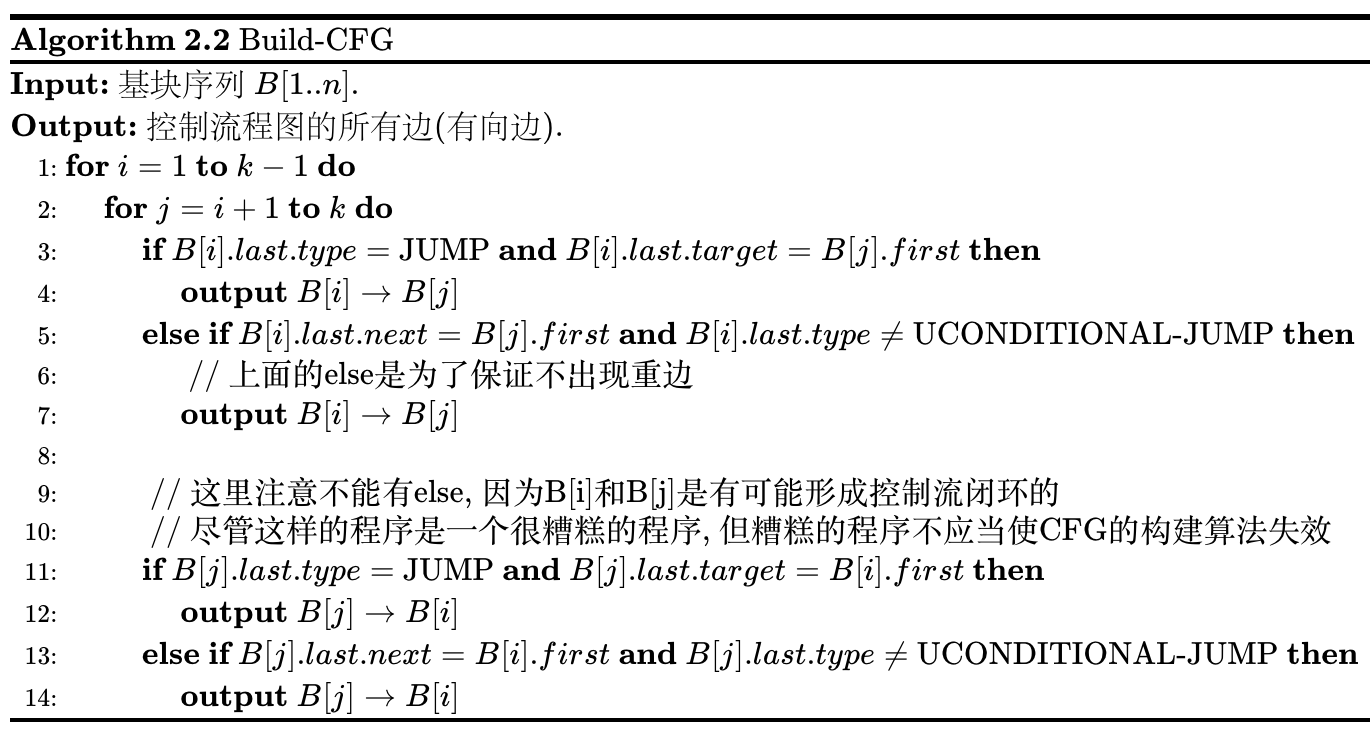 Algorithm 2.2 Build-CFG
Input: 基块序列 B[1..n].
Output: 控制流程图的所有边(有向边).
1: for i = 1 to k − 1 do
2: for j = i + 1 to k do
3: if B[i].last.type = JUMP and B[i].last.target = B[j].first then
4: output B[i] → B[j]
5: else if B[i].last.next = B[j].first and B[i].last.type ≠ UCONDITIONAL-JUMP then
6: // 上面的else是为了保证不出现重边
7: output B[i] → B[j]
8:
9: // 这里注意不能有else, 因为B[i]和B[j]是有可能形成控制流闭环的
10: // 尽管这样的程序是一个很糟糕的程序, 但糟糕的程序不应当使CFG的构建算法失效
11: if B[j].last.type = JUMP and B[j].last.target = B[i].first then
12: output B[j] → B[i]
13: else if B[j].last.next = B[i].first and B[j].last.type ≠ UCONDITIONAL-JUMP then
14: output B[j] → B[i]